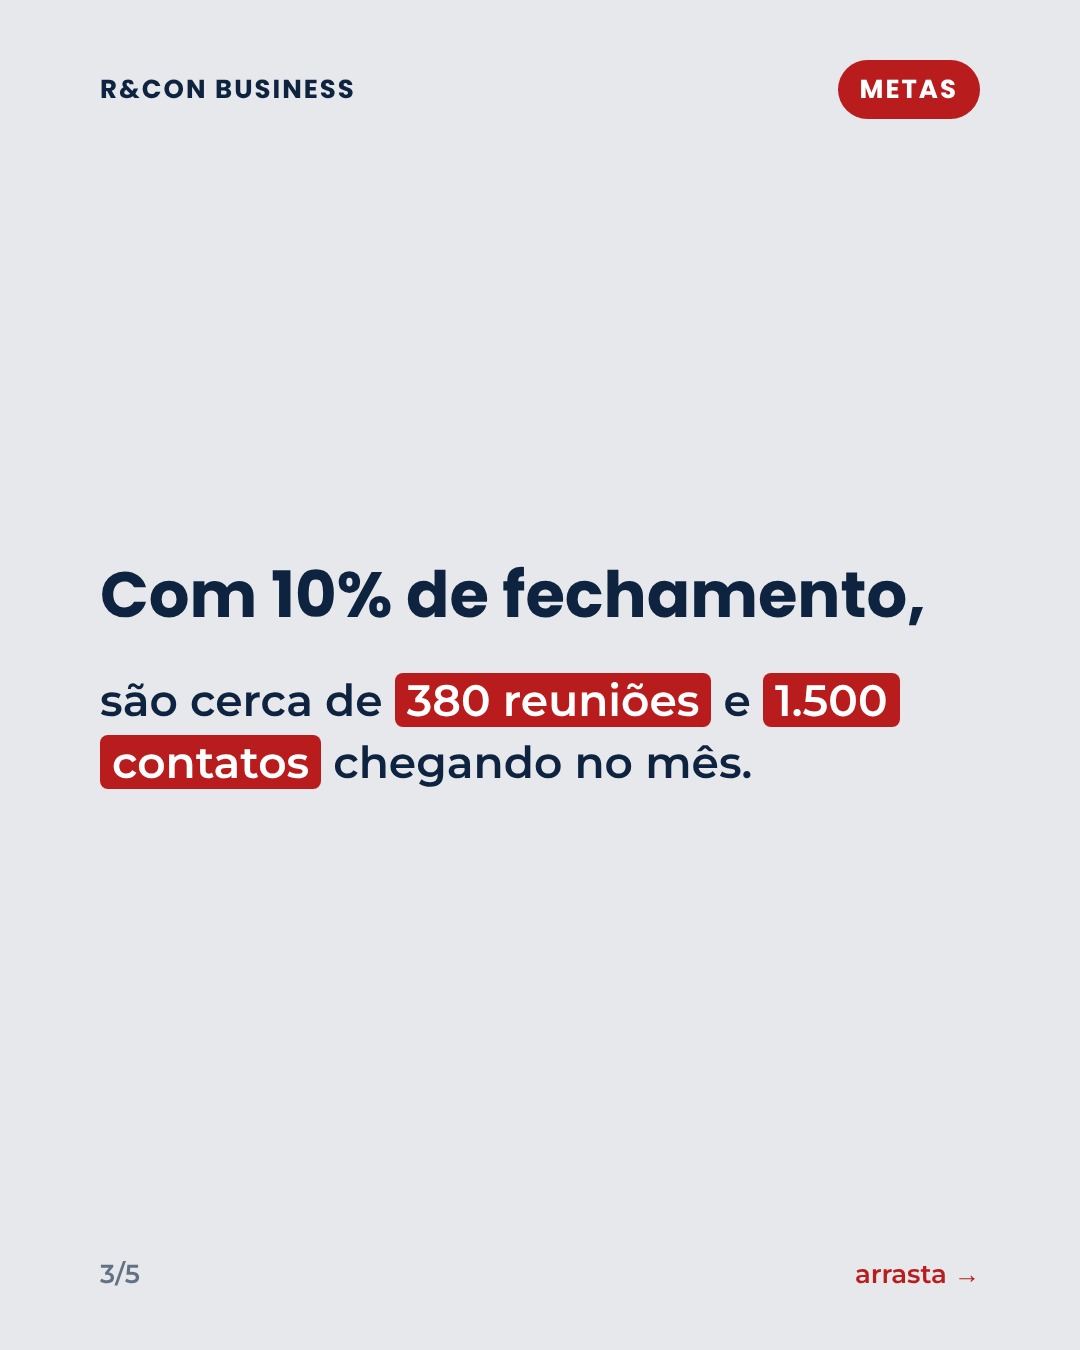 R&CON BUSINESS
METAS
Com 10% de fechamento,
são cerca de 380 reuniões e 1.500
contatos chegando no mês.
3/5
arrasta →